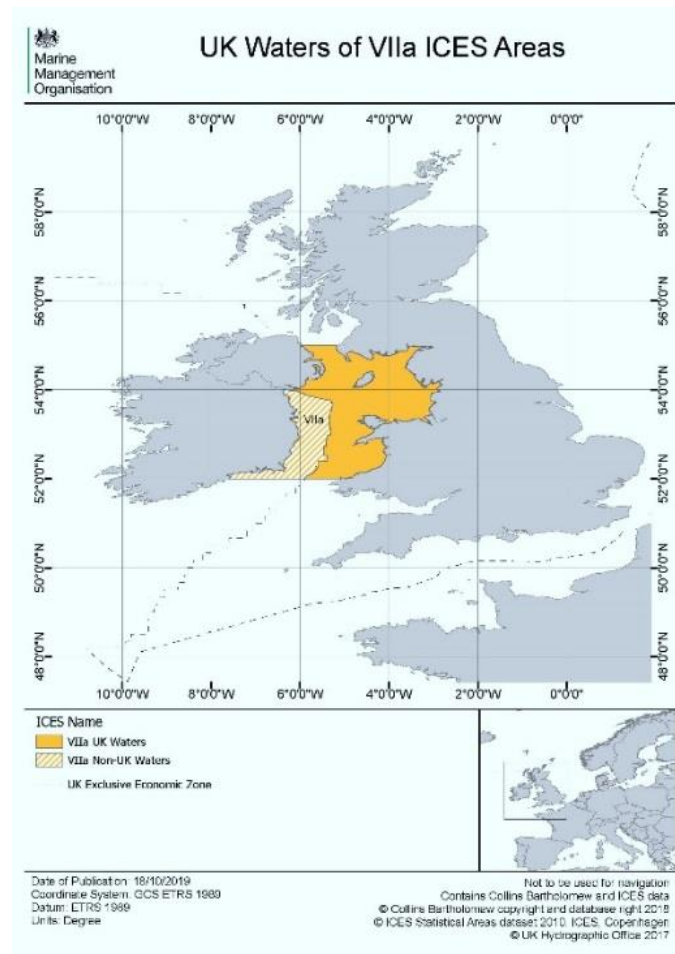 Marine
Management
Organisation
UK Waters of VIIa ICES Areas
10°0'0"W 8°0'0"W 6°0'0"W 4°0'0"W 2°0'0"W 0°0'0"
58°0'0"N 58°0'0"N
56°0'0"N 56°0'0"N
54°0'0"N 54°0'0"N
VIIa
52°0'0"N 52°0'0"N
50°0'0"N 50°0'0"N
48°0'0"N 48°0'0"N
10°0'0"W 8°0'0"W 6°0'0"W 4°0'0"W 2°0'0"W 0°0'0"
ICES Name
VIIa UK Waters
VIIa Non-UK Waters
UK Exclusive Economic Zone
Date of Publication: 18/10/2019
Coordinate System: GCS ETRS 1989
Datum: ETRS 1989
Units: Degree
Not to be used for navigation
Contains Collins Bartholomew and ICES data
© Collins Bartholomew copyright and database right 2018
© ICES Statistical Areas dataset 2010, ICES, Copenhagen
© UK Hydrographic Office 2017